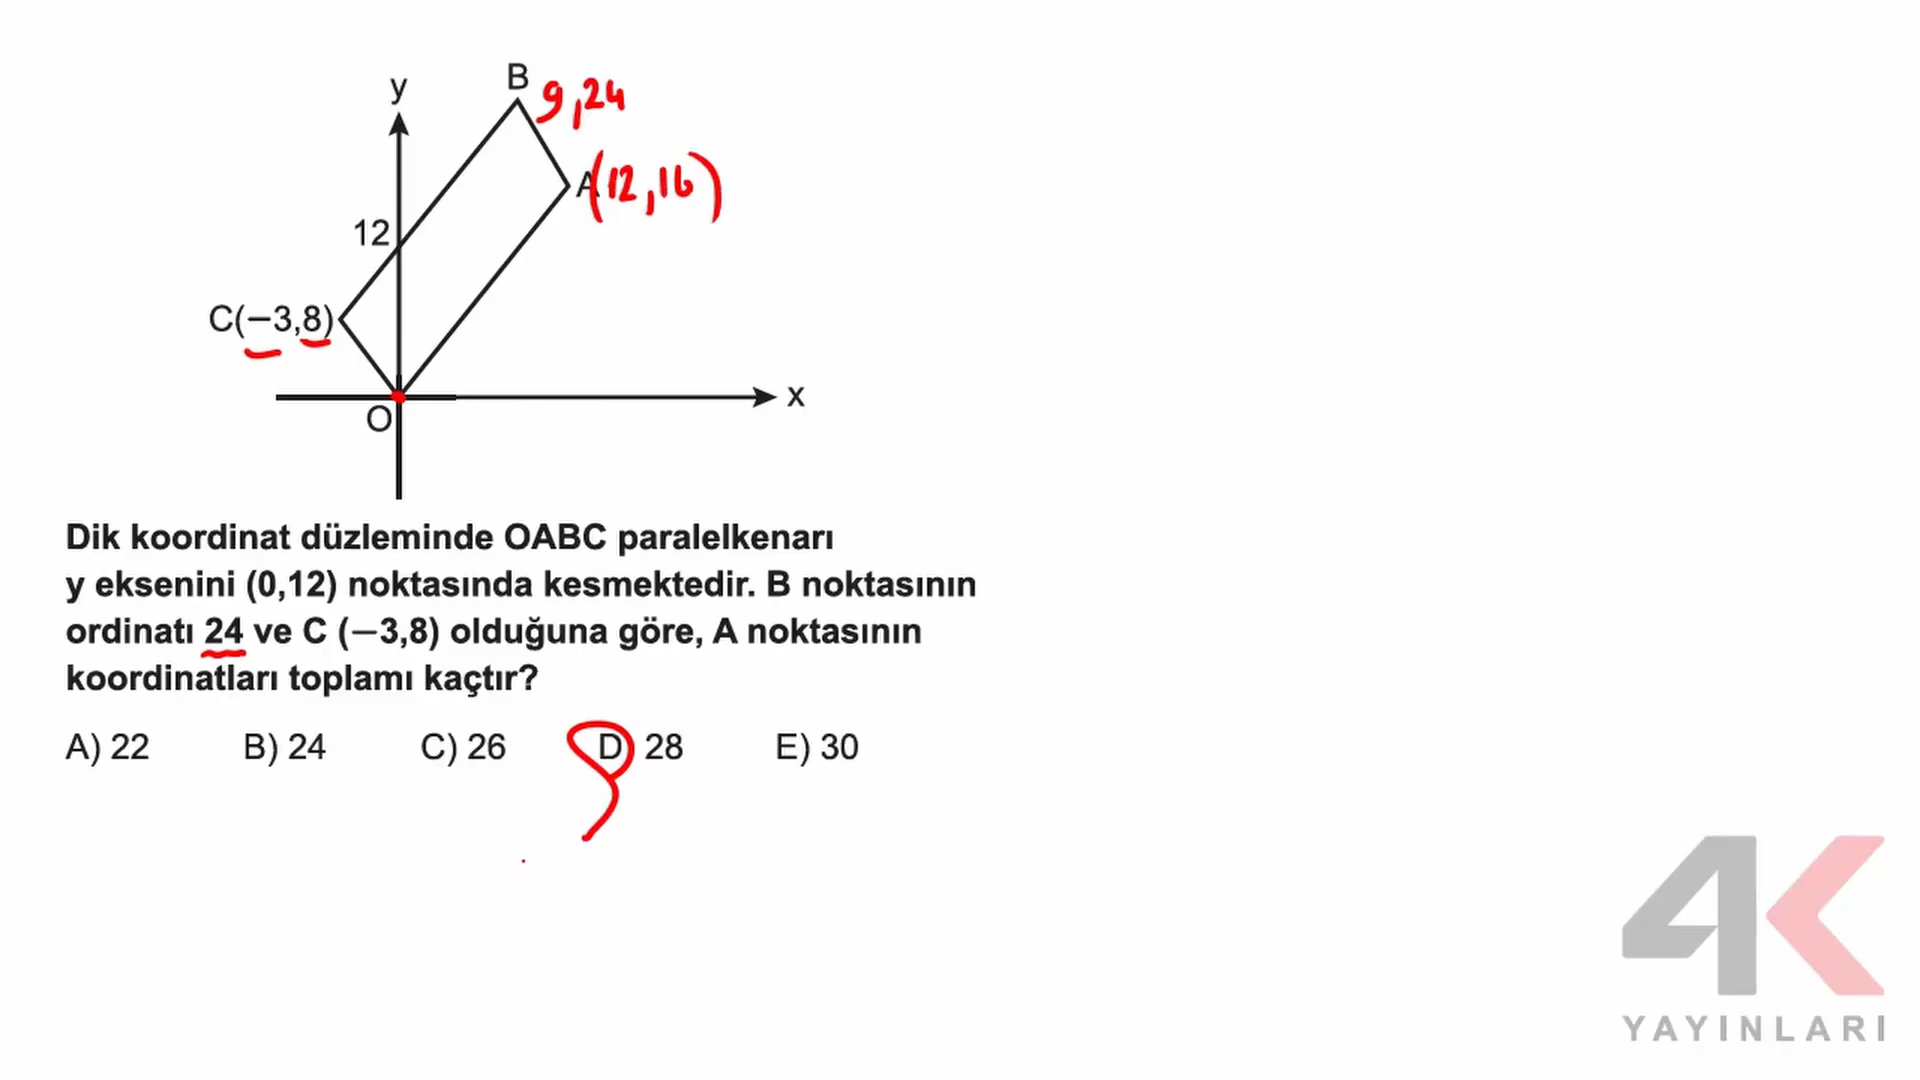 y
B 9,24
A(12,16)
12
C(−3,8)
O
x
Dik koordinat düzleminde OABC paralelkenarı
y eksenini (0,12) noktasında kesmektedir. B noktasının
ordinatı 24 ve C (−3,8) olduğuna göre, A noktasının
koordinatları toplamı kaçtır?
A) 22 B) 24 C) 26 D) 28 E) 30
4K
YAYINLARI